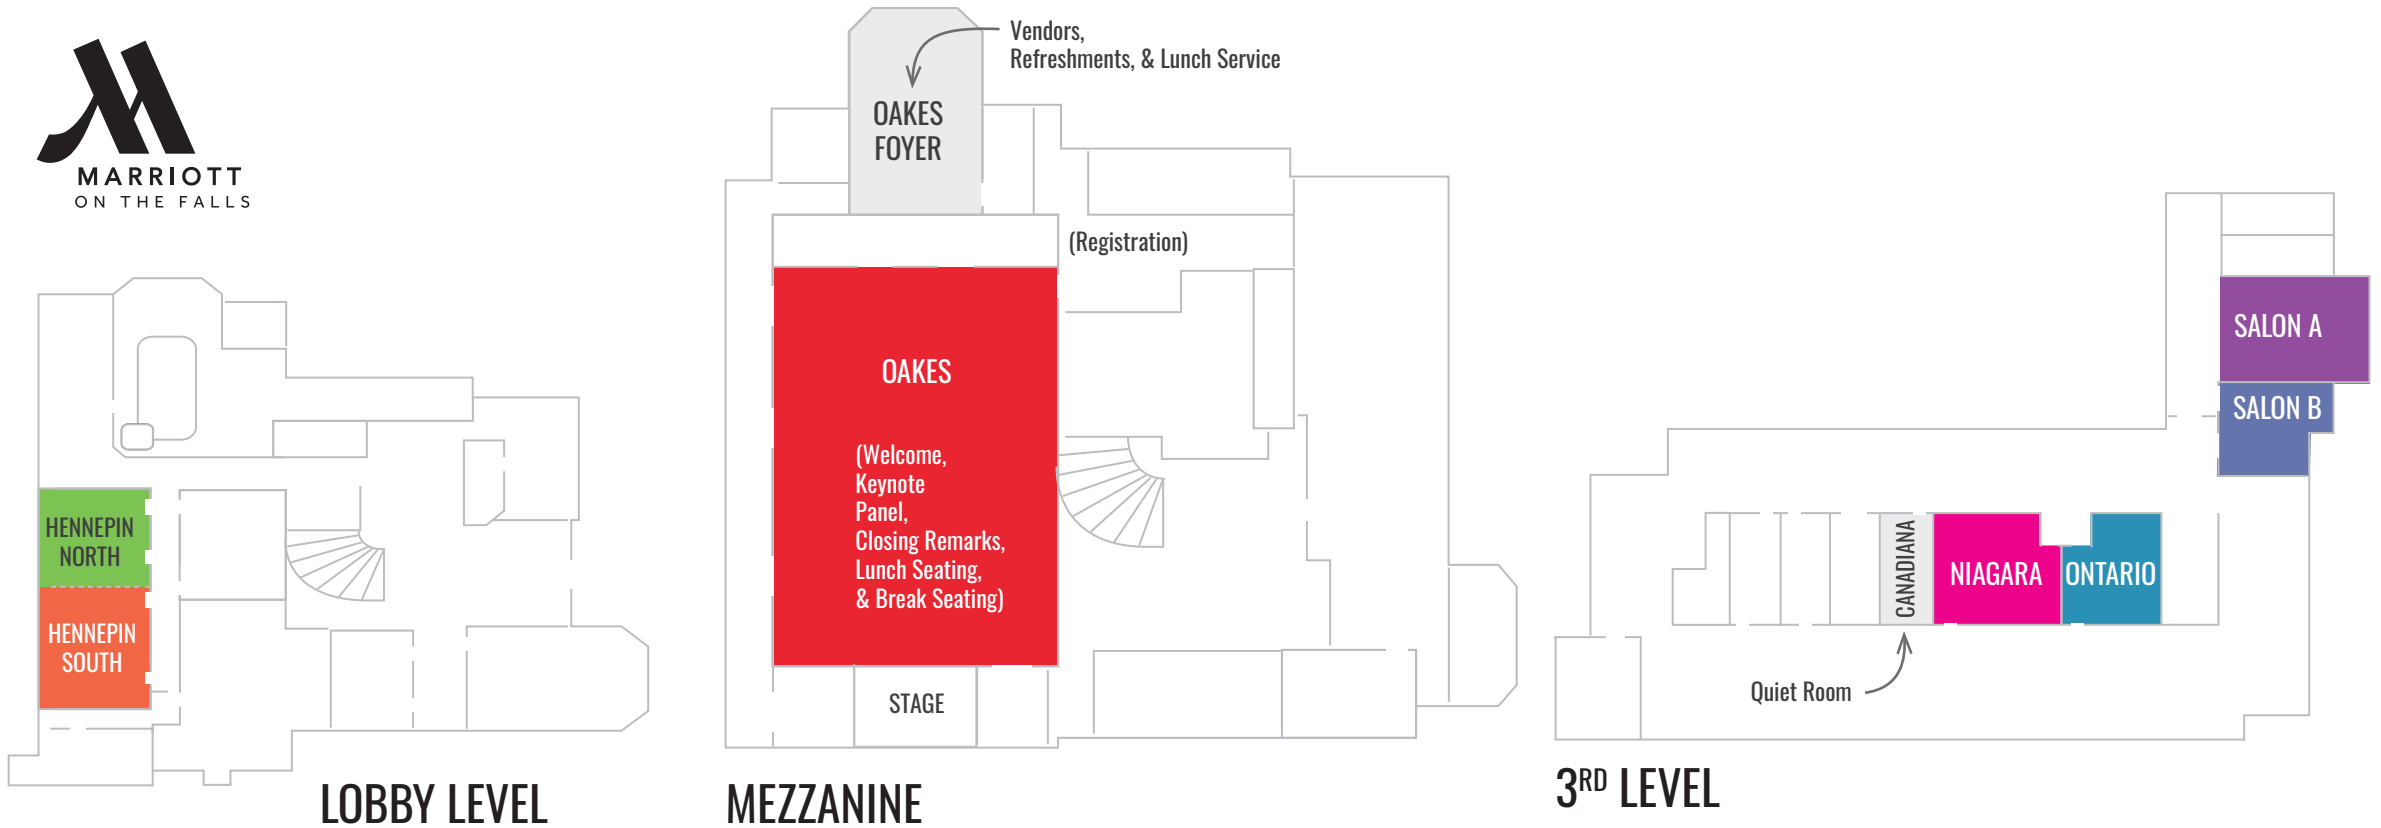 MARRIOTT
ON THE FALLS
HENNEPIN
NORTH
HENNEPIN
SOUTH
LOBBY LEVEL
Vendors,
Refreshments, & Lunch Service
OAKES
FOYER
(Registration)
OAKES
(Welcome,
Keynote
Panel,
Closing Remarks,
Lunch Seating,
& Break Seating)
STAGE
MEZZANINE
SALON A
SALON B
CANADIANA
NIAGARA
ONTARIO
Quiet Room
3RD LEVEL